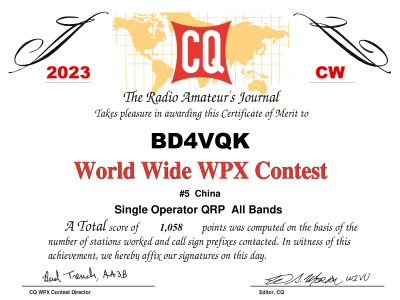 2023
CQ
CW
The Radio Amateur's Journal
Takes pleasure in awarding this Certificate of Merit to
BD4VQK
World Wide WPX Contest
#5 China
Single Operator QRP All Bands
A Total score of 1,058 points was computed on the basis of the
number of stations worked and call sign prefixes contacted. In witness of this
achievement, we hereby affix our signatures on this day.
AA3B
W2VU
CQ WPX Contest Director
Editor, CQ